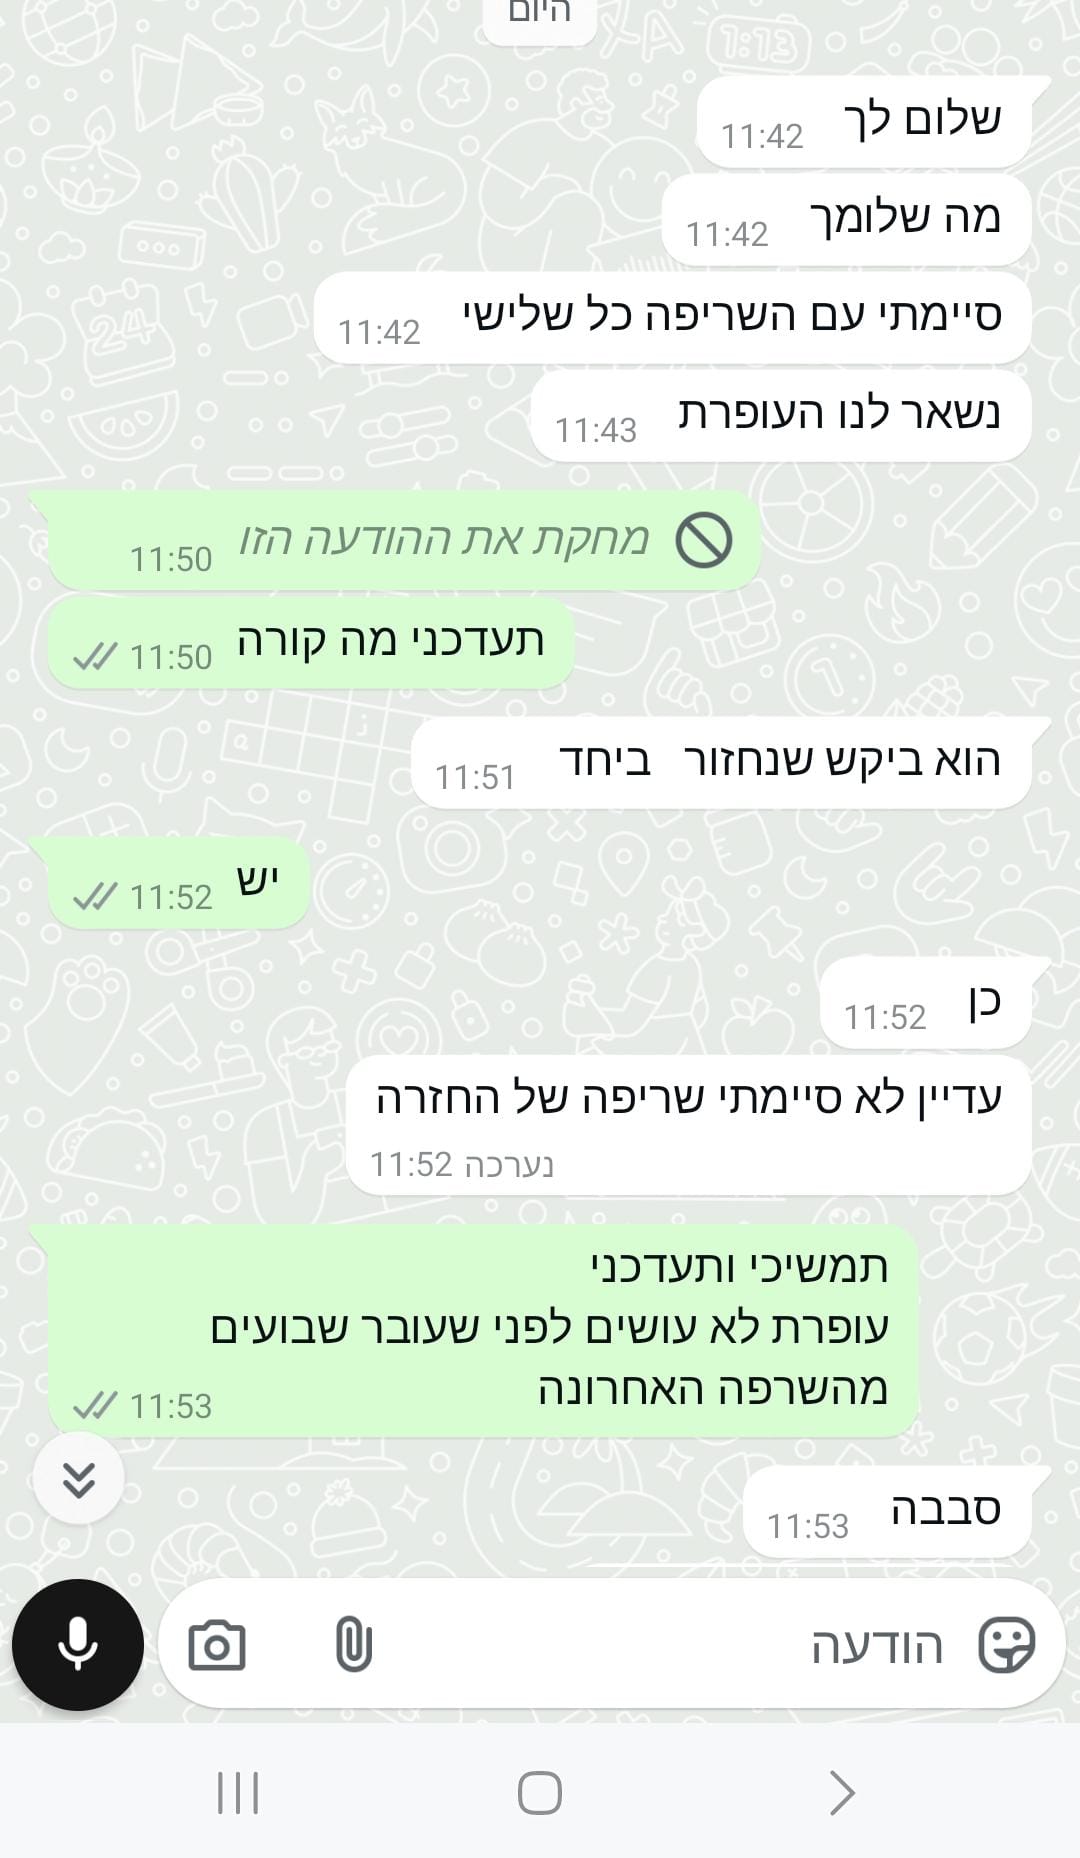 היום
שלום לך
11:42
מה שלומך
11:42
סיימתי עם השריפה כל שלישי
11:42
נשאר לנו העופרת
11:43
מחקת את ההודעה הזו
11:50
תעדכני מה קורה
11:50
הוא ביקש שנחזור ביחד
11:51
יש
11:52
כן
11:52
עדיין לא סיימתי שריפה של החזרה
נערכה 11:52
תמשיכי ותעדכני
עופרת לא עושים לפני שעובר שבועים
מהשרפה האחרונה
11:53
סבבה
11:53
הודעה